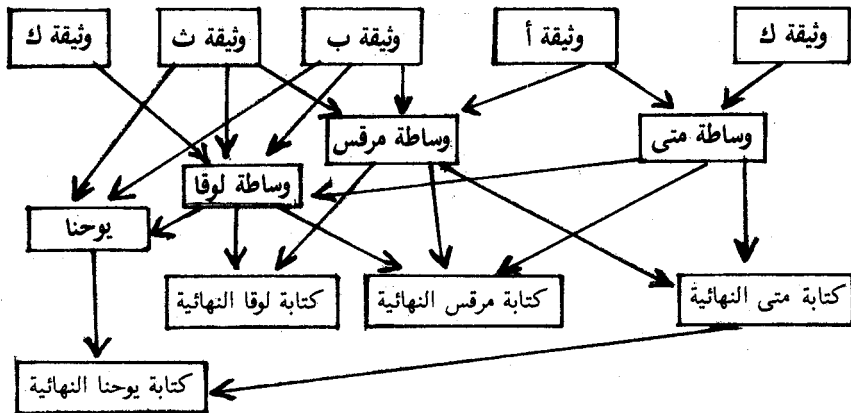 وثيقة ك
وثيقة أ
وثيقة ب
وثيقة ث
وثيقة ك
وساطة متى
وساطة مرقس
وساطة لوقا
يوحنا
كتابة متى النهائية
كتابة مرقس النهائية
كتابة لوقا النهائية
كتابة يوحنا النهائية